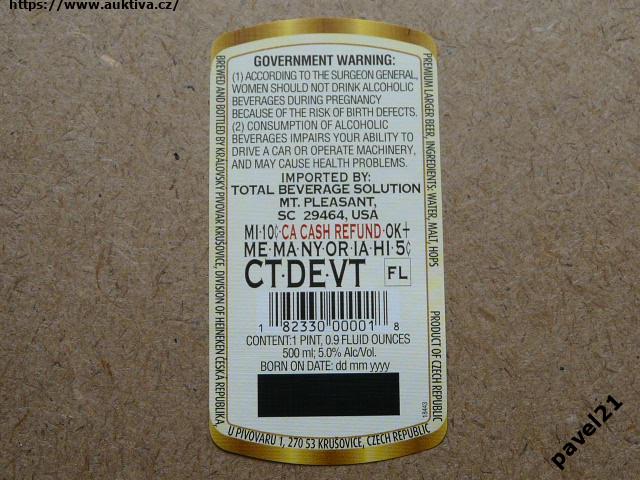 https://www.auktiva.cz/
GOVERNMENT WARNING:
(1) ACCORDING TO THE SURGEON GENERAL,
WOMEN SHOULD NOT DRINK ALCOHOLIC
BEVERAGES DURING PREGNANCY
BECAUSE OF THE RISK OF BIRTH DEFECTS.
(2) CONSUMPTION OF ALCOHOLIC
BEVERAGES IMPAIRS YOUR ABILITY TO
DRIVE A CAR OR OPERATE MACHINERY,
AND MAY CAUSE HEALTH PROBLEMS.
IMPORTED BY:
TOTAL BEVERAGE SOLUTION
MT. PLEASANT,
SC 29464, USA
MI·10¢·CA CASH REFUND·OK+
ME·MA·NY·OR·IA·HI·5¢
CT·DE·VT FL
1 82330 00001 8
CONTENT:1 PINT, 0.9 FLUID OUNCES
500 ml; 5.0% Alc/Vol.
BORN ON DATE: dd mm yyyy
18443
BREWED AND BOTTLED BY KRALOVSKÝ PIVOVAR KRUŠOVICE, DIVISION OF HEINEKEN ČESKÁ REPUBLIKA,
U PIVOVARU 1, 270 53 KRUŠOVICE, CZECH REPUBLIC
PREMIUM LARGER BEER, INGREDIENTS: WATER, MALT, HOPS
PRODUCT OF CZECH REPUBLIC
pavel21